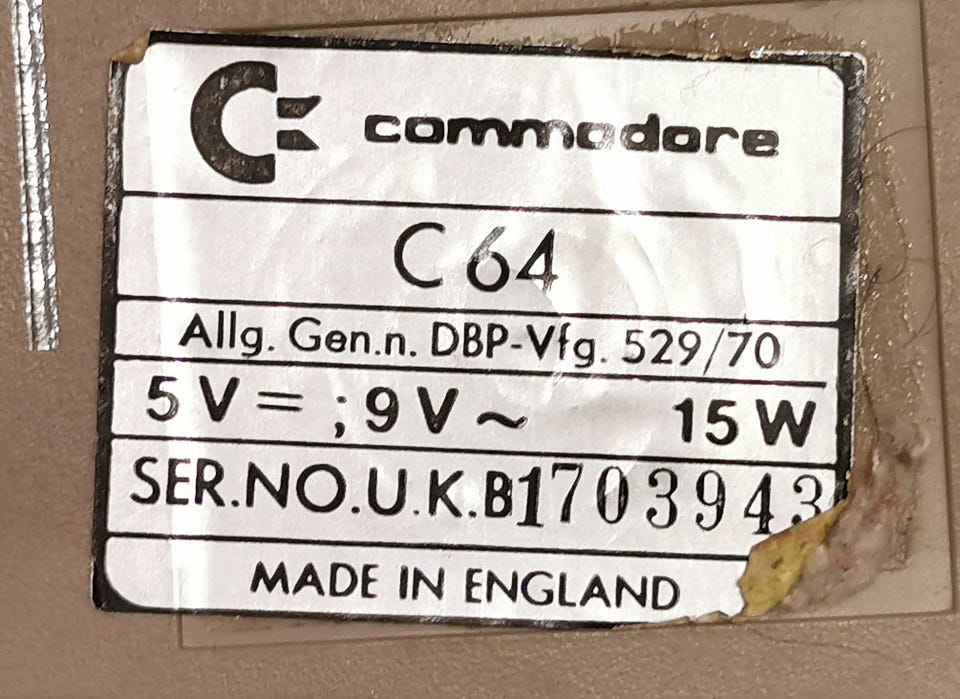 commodore
C 64
Allg. Gen.n. DBP-Vfg. 529/70
5 V = ; 9 V ~ 15 W
SER.NO.U.K.B1703943
MADE IN ENGLAND